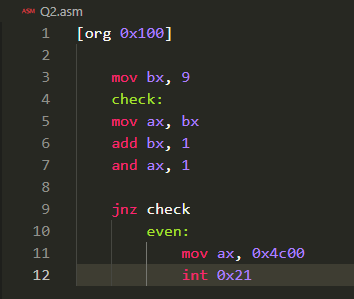 ASM Q2.asm
1 [org 0x100]
2
3 mov bx, 9
4 check:
5 mov ax, bx
6 add bx, 1
7 and ax, 1
8
9 jnz check
10 even:
11 mov ax, 0x4c00
12 int 0x21